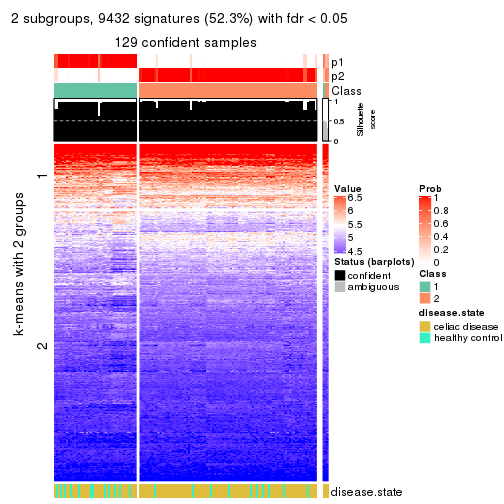 2 subgroups, 9432 signatures (52.3%) with fdr < 0.05
129 confident samples
p1
p2
Class
1
0.5
0
Silhouette
score
k-means with 2 groups
1
2
Value
6.5
6
5.5
5
4.5
Status (barplots)
confident
ambiguous
Prob
1
0.8
0.6
0.4
0.2
0
Class
1
2
disease.state
celiac disease
healthy control
disease.state